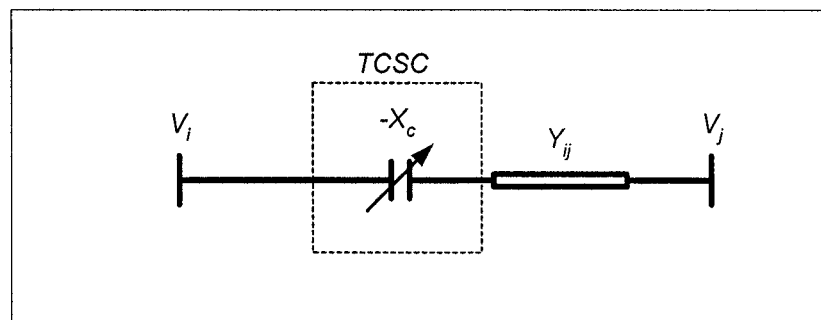 TCSC
-X_c
V_i
Y_ij
V_j